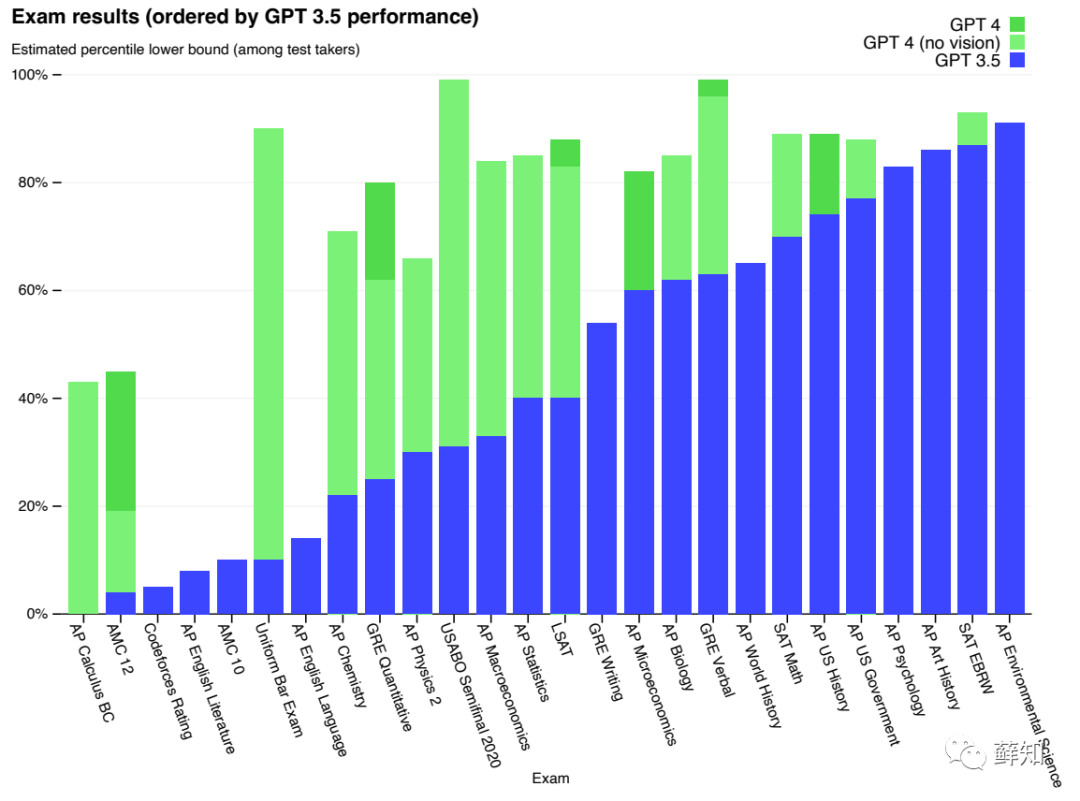 Exam results (ordered by GPT 3.5 performance)
Estimated percentile lower bound (among test takers)
GPT 4
GPT 4 (no vision)
GPT 3.5
100%
80%
60%
40%
20%
0%
AP Calculus BC
AMC 12
Codeforces Rating
AP English Literature
AMC 10
Uniform Bar Exam
AP English Language
AP Chemistry
GRE Quantitative
AP Physics 2
USABO Semifinal 2020
AP Macroeconomics
AP Statistics
LSAT
GRE Writing
AP Microeconomics
AP Biology
GRE Verbal
AP World History
SAT Math
AP US History
AP US Government
AP Psychology
AP Art History
SAT EBRW
AP Environmental Science
Exam
藓知